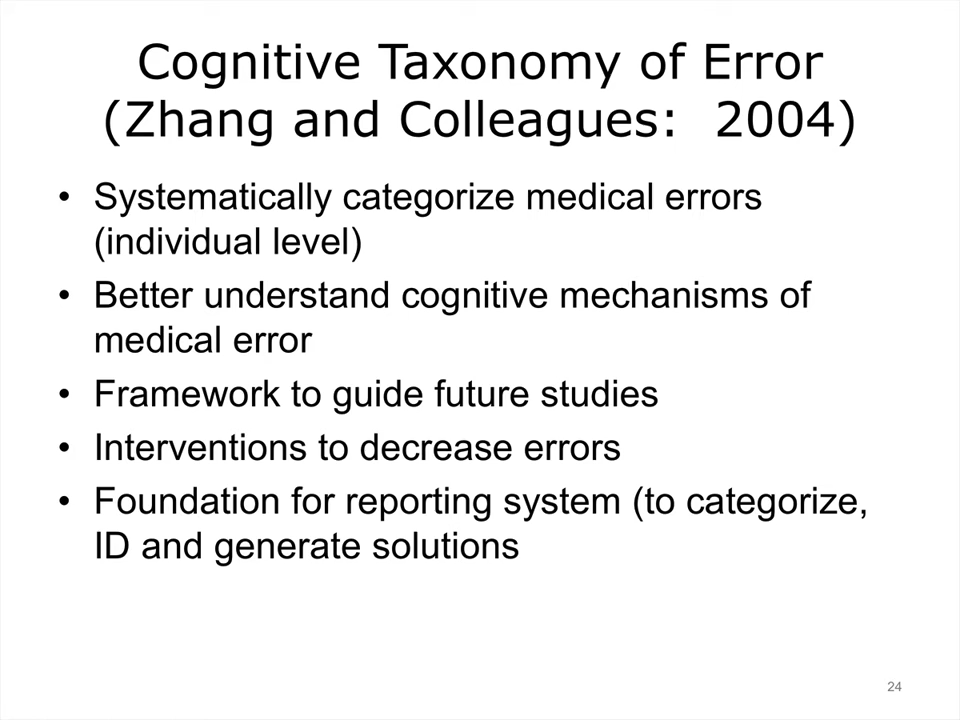 Cognitive Taxonomy of Error
(Zhang and Colleagues:  2004)
• Systematically categorize medical errors
(individual level)
• Better understand cognitive mechanisms of
medical error
• Framework to guide future studies
• Interventions to decrease errors
• Foundation for reporting system (to categorize,
ID and generate solutions
24